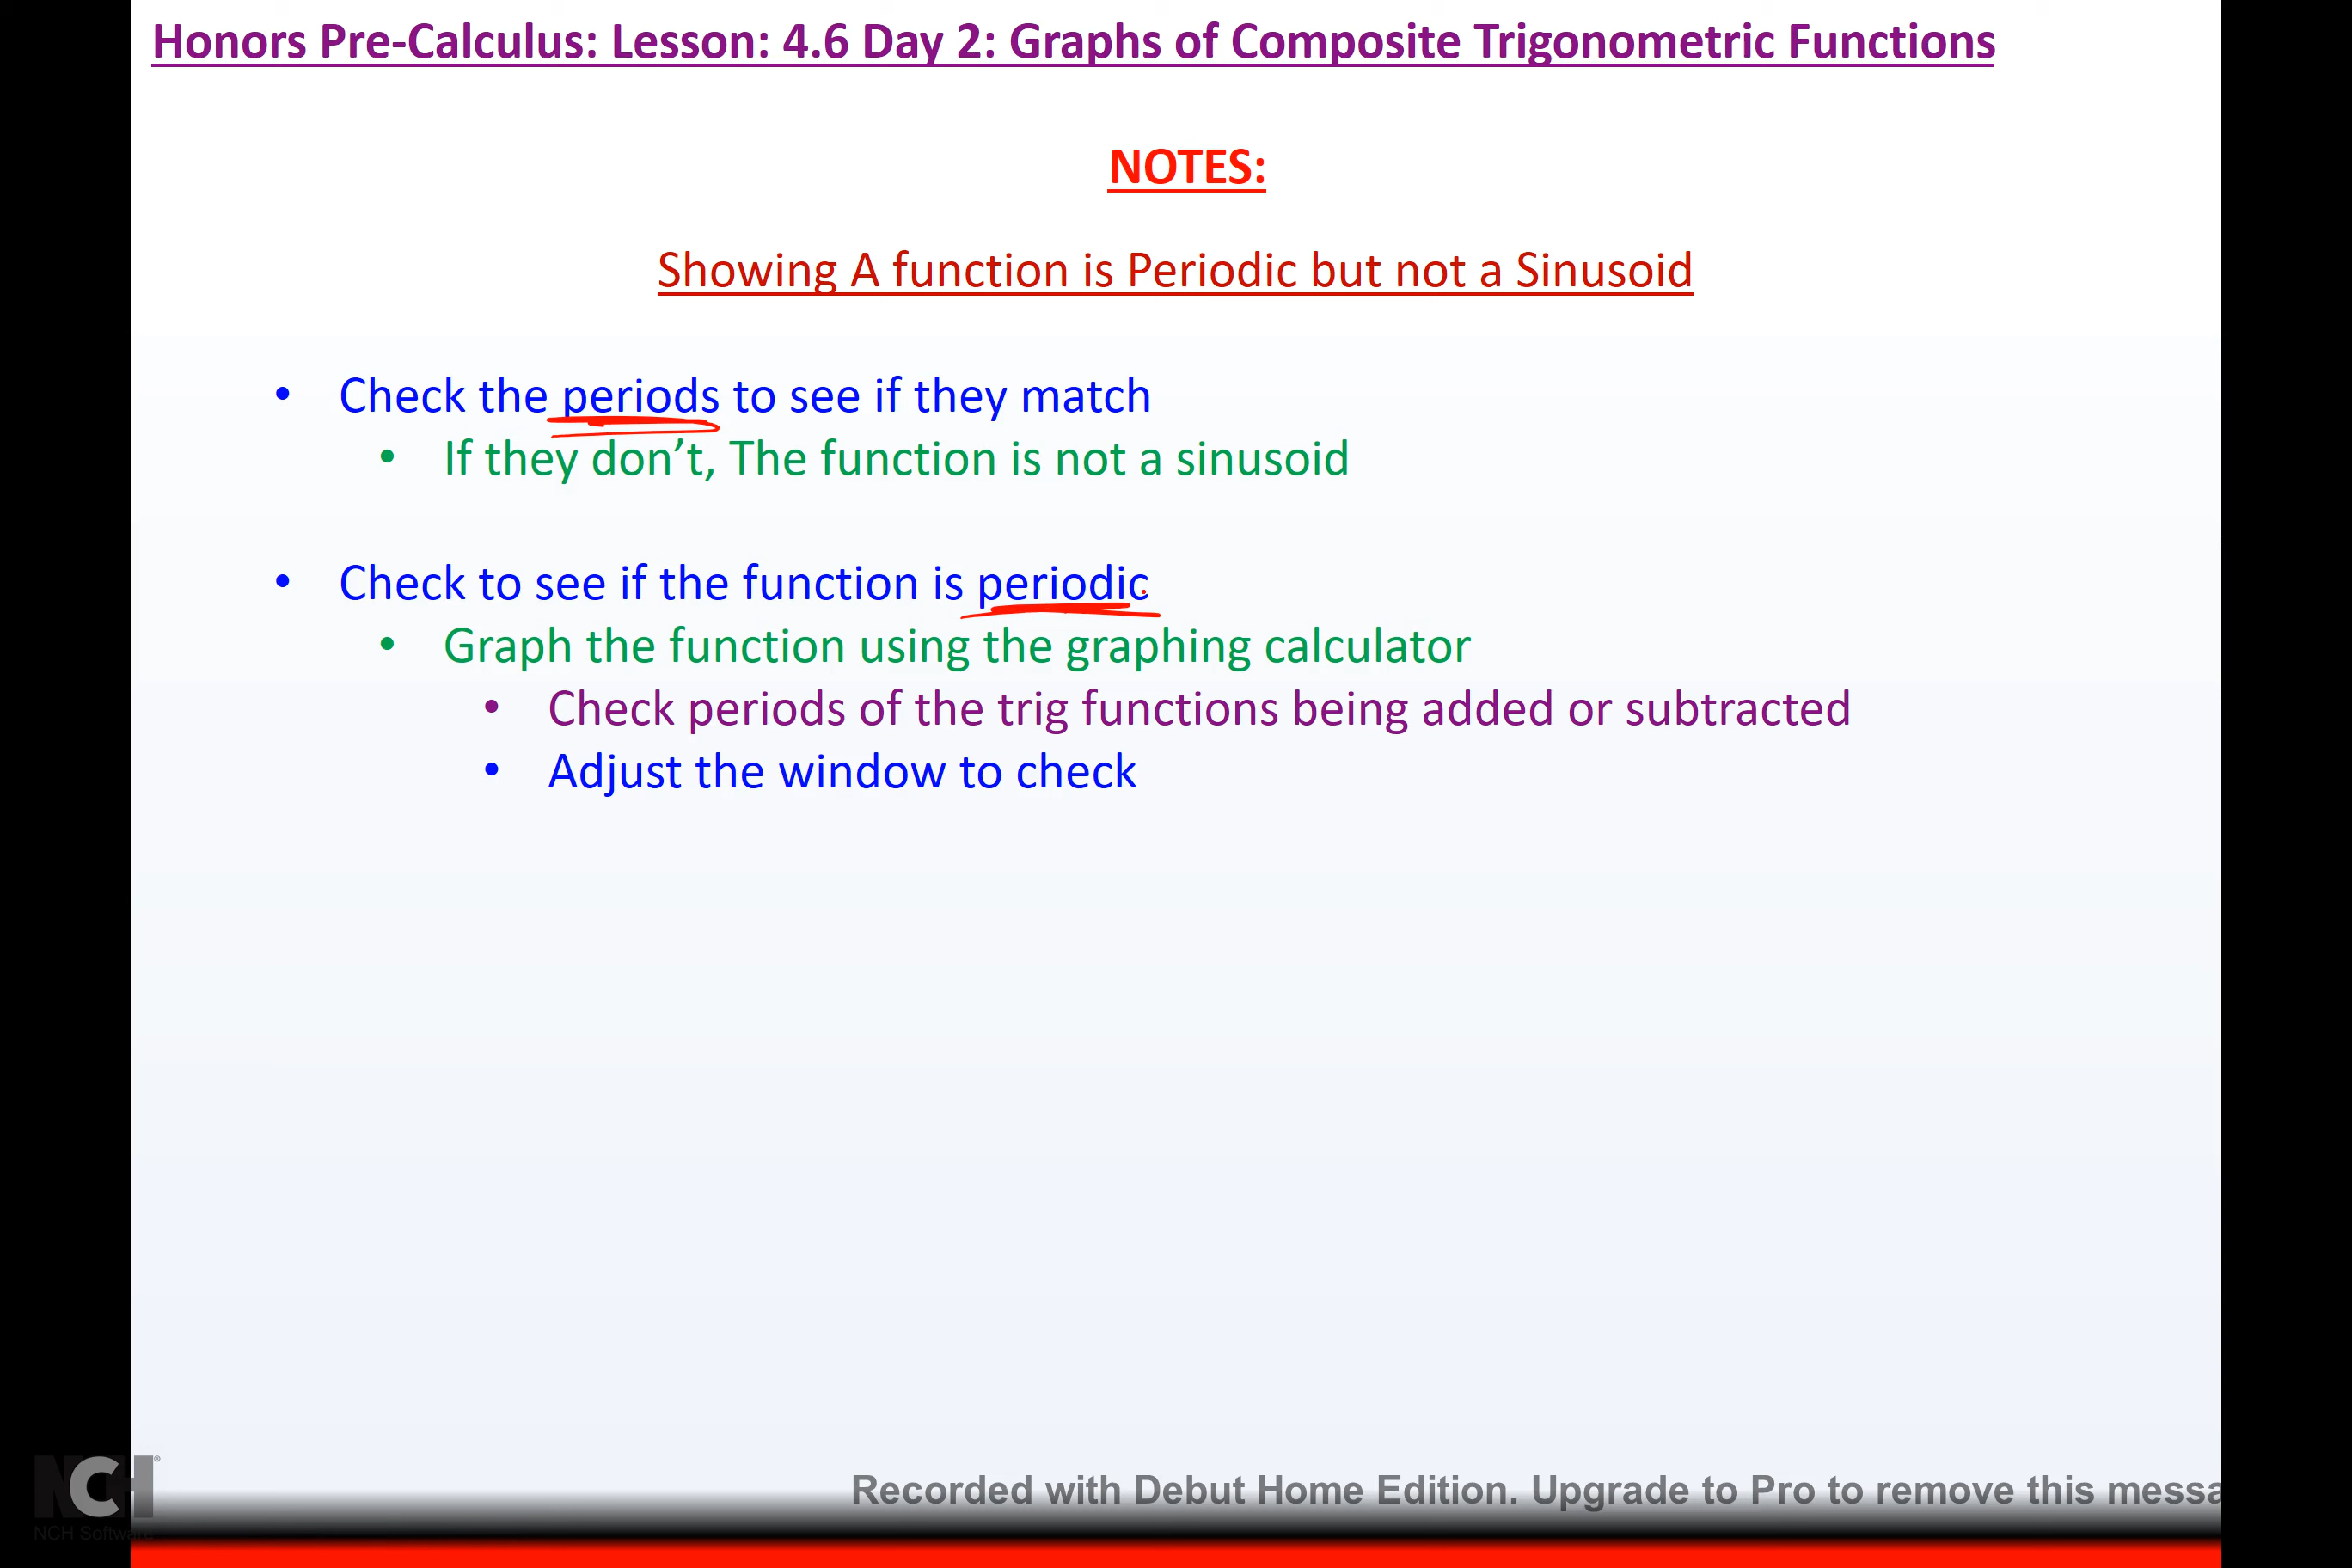 Honors Pre-Calculus: Lesson: 4.6 Day 2: Graphs of Composite Trigonometric Functions
NOTES:
Showing A function is Periodic but not a Sinusoid
• Check the periods to see if they match
• If they don’t, The function is not a sinusoid
• Check to see if the function is periodic
• Graph the function using the graphing calculator
• Check periods of the trig functions being added or subtracted
• Adjust the window to check
NCH®
NCH Software
Recorded with Debut Home Edition. Upgrade to Pro to remove this messa